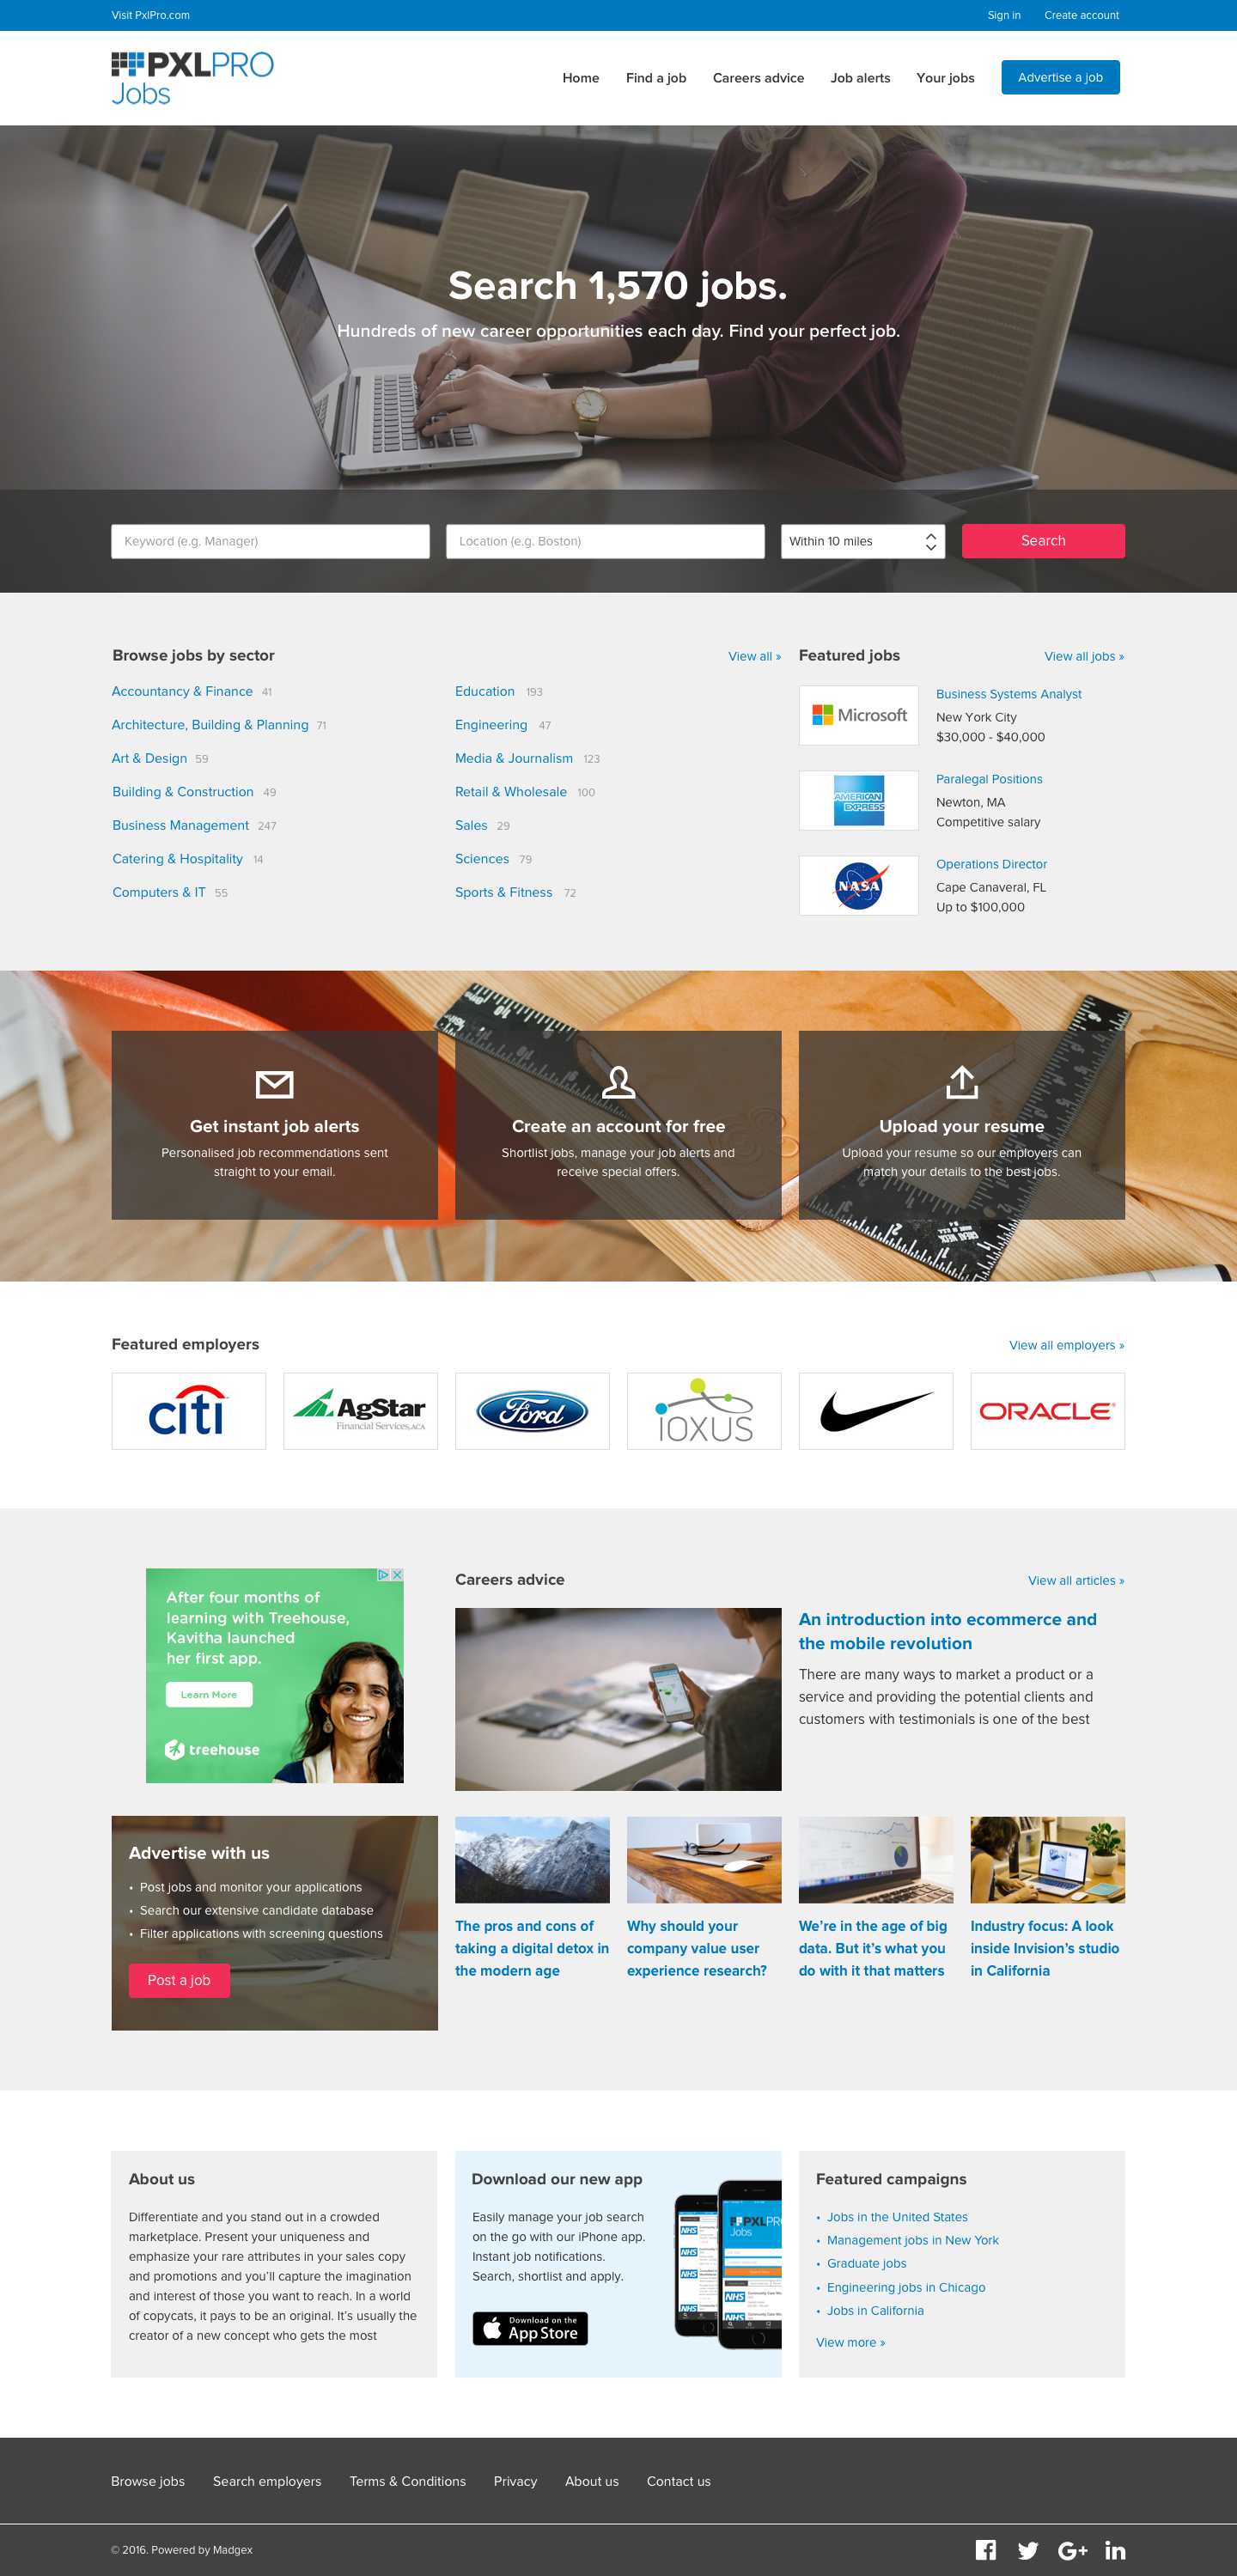 Visit PxlPro.com
Sign in
Create account
PXLPRO
Jobs
Home
Find a job
Careers advice
Job alerts
Your jobs
Advertise a job
Search 1,570 jobs.
Hundreds of new career opportunities each day. Find your perfect job.
Keyword (e.g. Manager)
Location (e.g. Boston)
Within 10 miles
Search
Browse jobs by sector
View all »
Accountancy & Finance 41
Architecture, Building & Planning 71
Art & Design 59
Building & Construction 49
Business Management 247
Catering & Hospitality 14
Computers & IT 55
Education 193
Engineering 47
Media & Journalism 123
Retail & Wholesale 100
Sales 29
Sciences 79
Sports & Fitness 72
Featured jobs
View all jobs »
Microsoft
Business Systems Analyst
New York City
$30,000 - $40,000
AMERICAN
EXPRESS
Paralegal Positions
Newton, MA
Competitive salary
NASA
Operations Director
Cape Canaveral, FL
Up to $100,000
Get instant job alerts
Personalised job recommendations sent
straight to your email.
Create an account for free
Shortlist jobs, manage your job alerts and
receive special offers.
Upload your resume
Upload your resume so our employers can
match your details to the best jobs.
Featured employers
View all employers »
citi
AgStar
Financial Services, ACA
Ford
ioxus
ORACLE®
After four months of
learning with Treehouse,
Kavitha launched
her first app.
Learn More
treehouse
Careers advice
View all articles »
An introduction into ecommerce and
the mobile revolution
There are many ways to market a product or a
service and providing the potential clients and
customers with testimonials is one of the best
Advertise with us
• Post jobs and monitor your applications
• Search our extensive candidate database
• Filter applications with screening questions
Post a job
The pros and cons of
taking a digital detox in
the modern age
Why should your
company value user
experience research?
We’re in the age of big
data. But it’s what you
do with it that matters
Industry focus: A look
inside Invision’s studio
in California
About us
Differentiate and you stand out in a crowded
marketplace. Present your uniqueness and
emphasize your rare attributes in your sales copy
and promotions and you’ll capture the imagination
and interest of those you want to reach. In a world
of copycats, it pays to be an original. It’s usually the
creator of a new concept who gets the most
Download our new app
Easily manage your job search
on the go with our iPhone app.
Instant job notifications.
Search, shortlist and apply.
Download on the
App Store
PXLPR
Jobs
NHS
NHS
NHS
NHS
NHS
NHS
Featured campaigns
• Jobs in the United States
• Management jobs in New York
• Graduate jobs
• Engineering jobs in Chicago
• Jobs in California
View more »
Browse jobs
Search employers
Terms & Conditions
Privacy
About us
Contact us
© 2016. Powered by Madgex